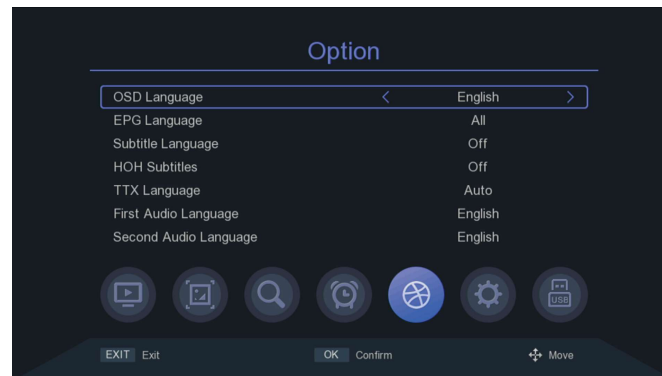 Option
OSD Language < English >
EPG Language All
Subtitle Language Off
HOH Subtitles Off
TTX Language Auto
First Audio Language English
Second Audio Language English
USB
EXIT Exit OK Confirm Move